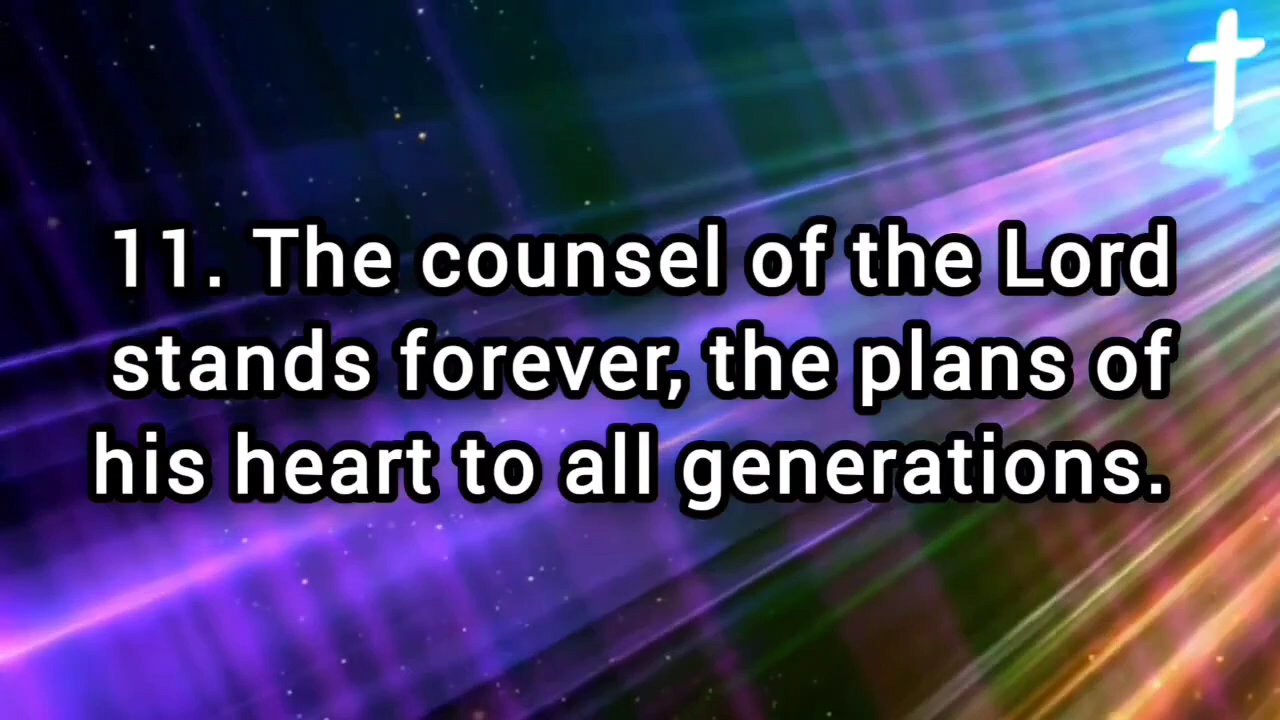 11. The counsel of the Lord
stands forever, the plans of
his heart to all generations.